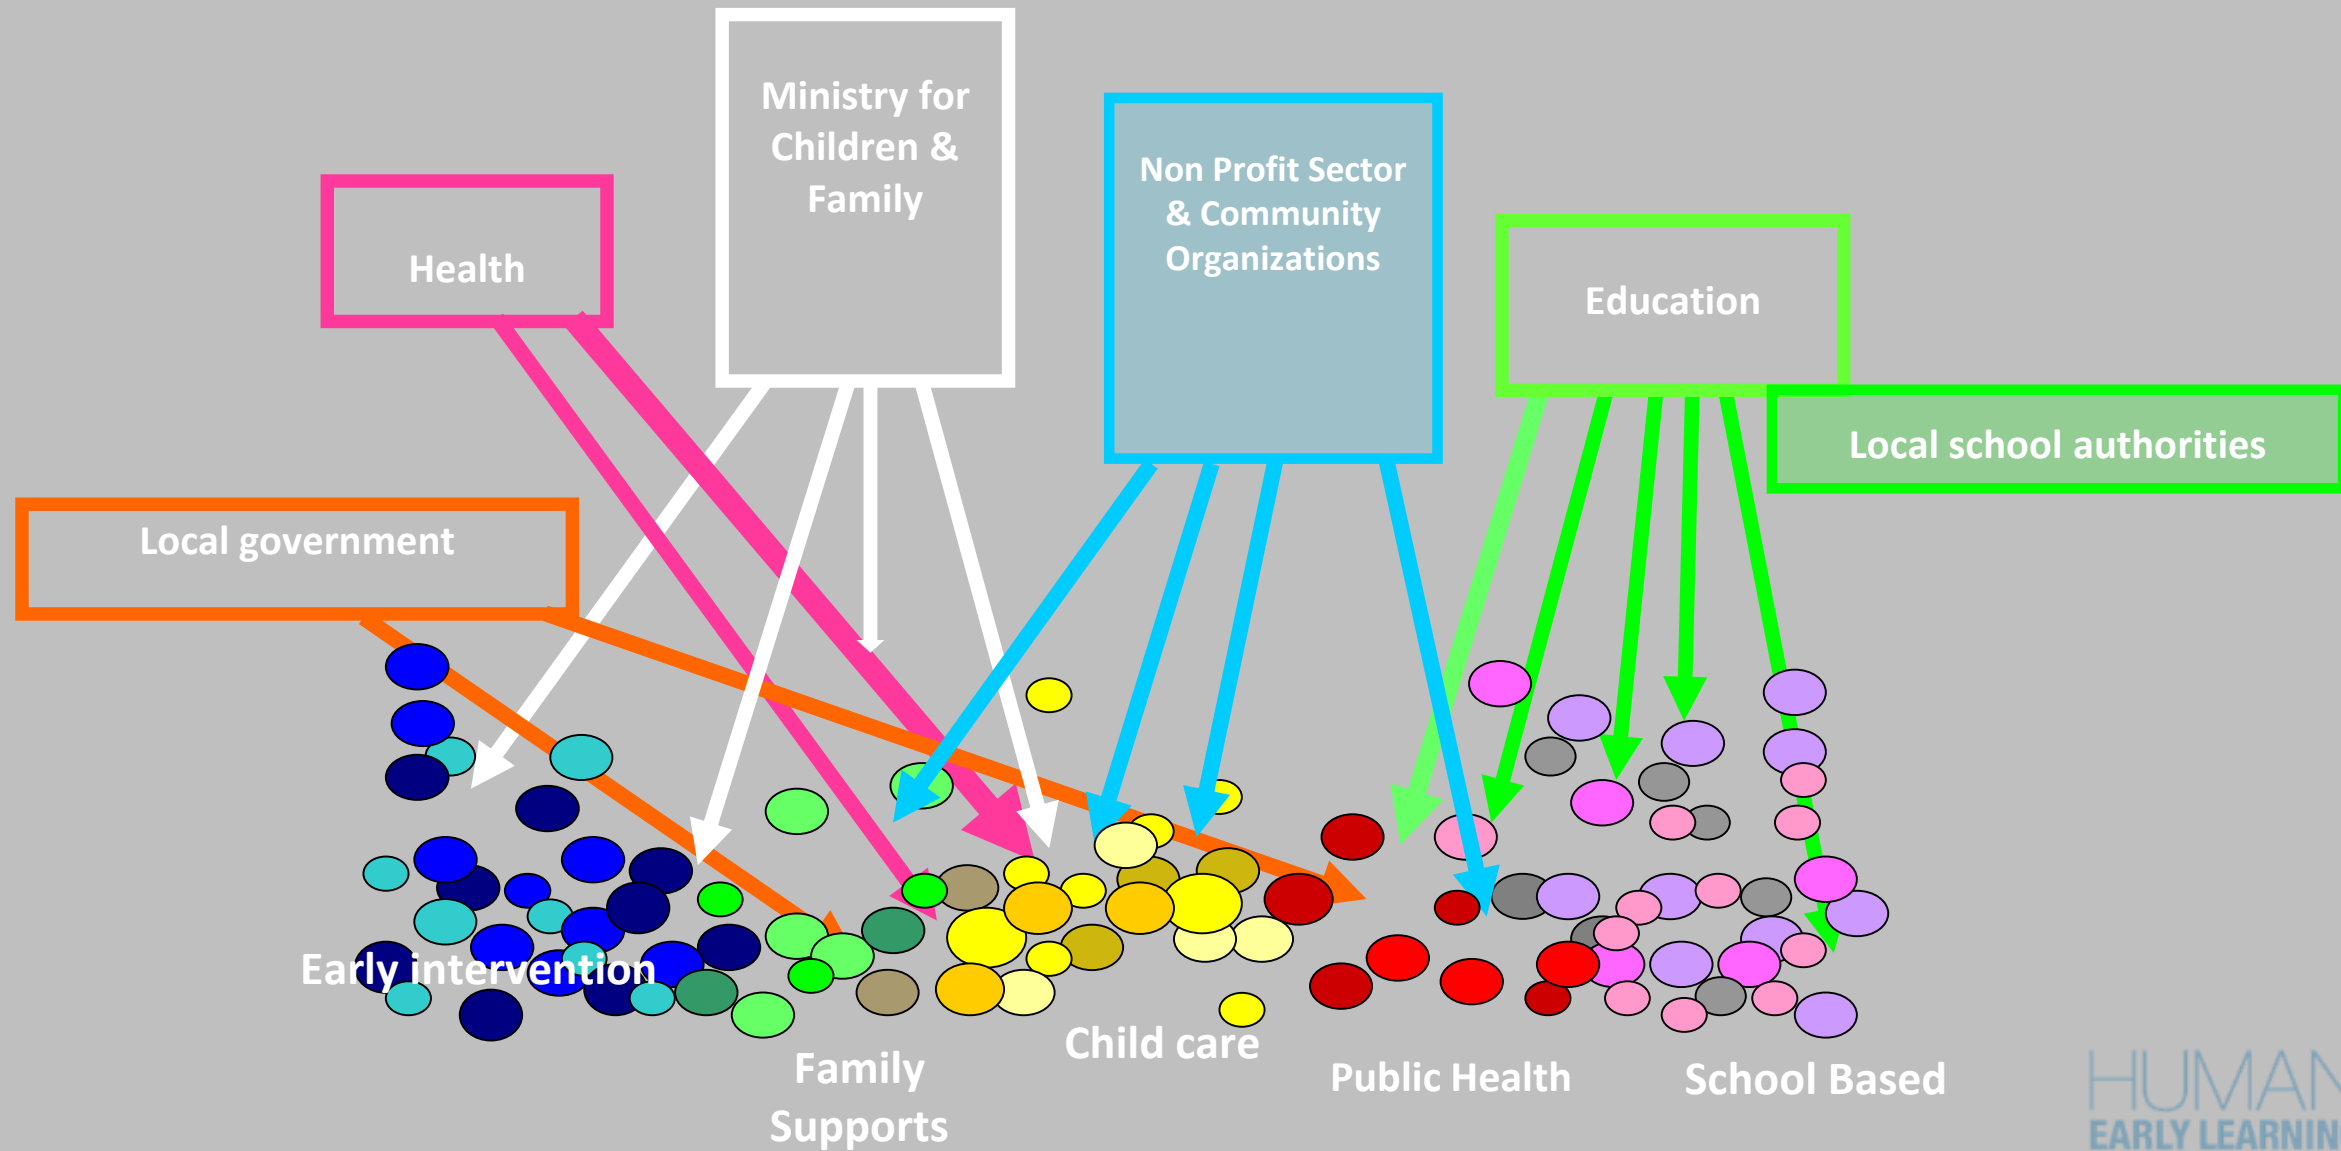 Ministry for
Children &
Family
Non Profit Sector
& Community
Organizations
Health
Education
Local school authorities
Local government
Early intervention
Child care
Family
Supports
Public Health
School Based
HUMAN
EARLY LEARNING